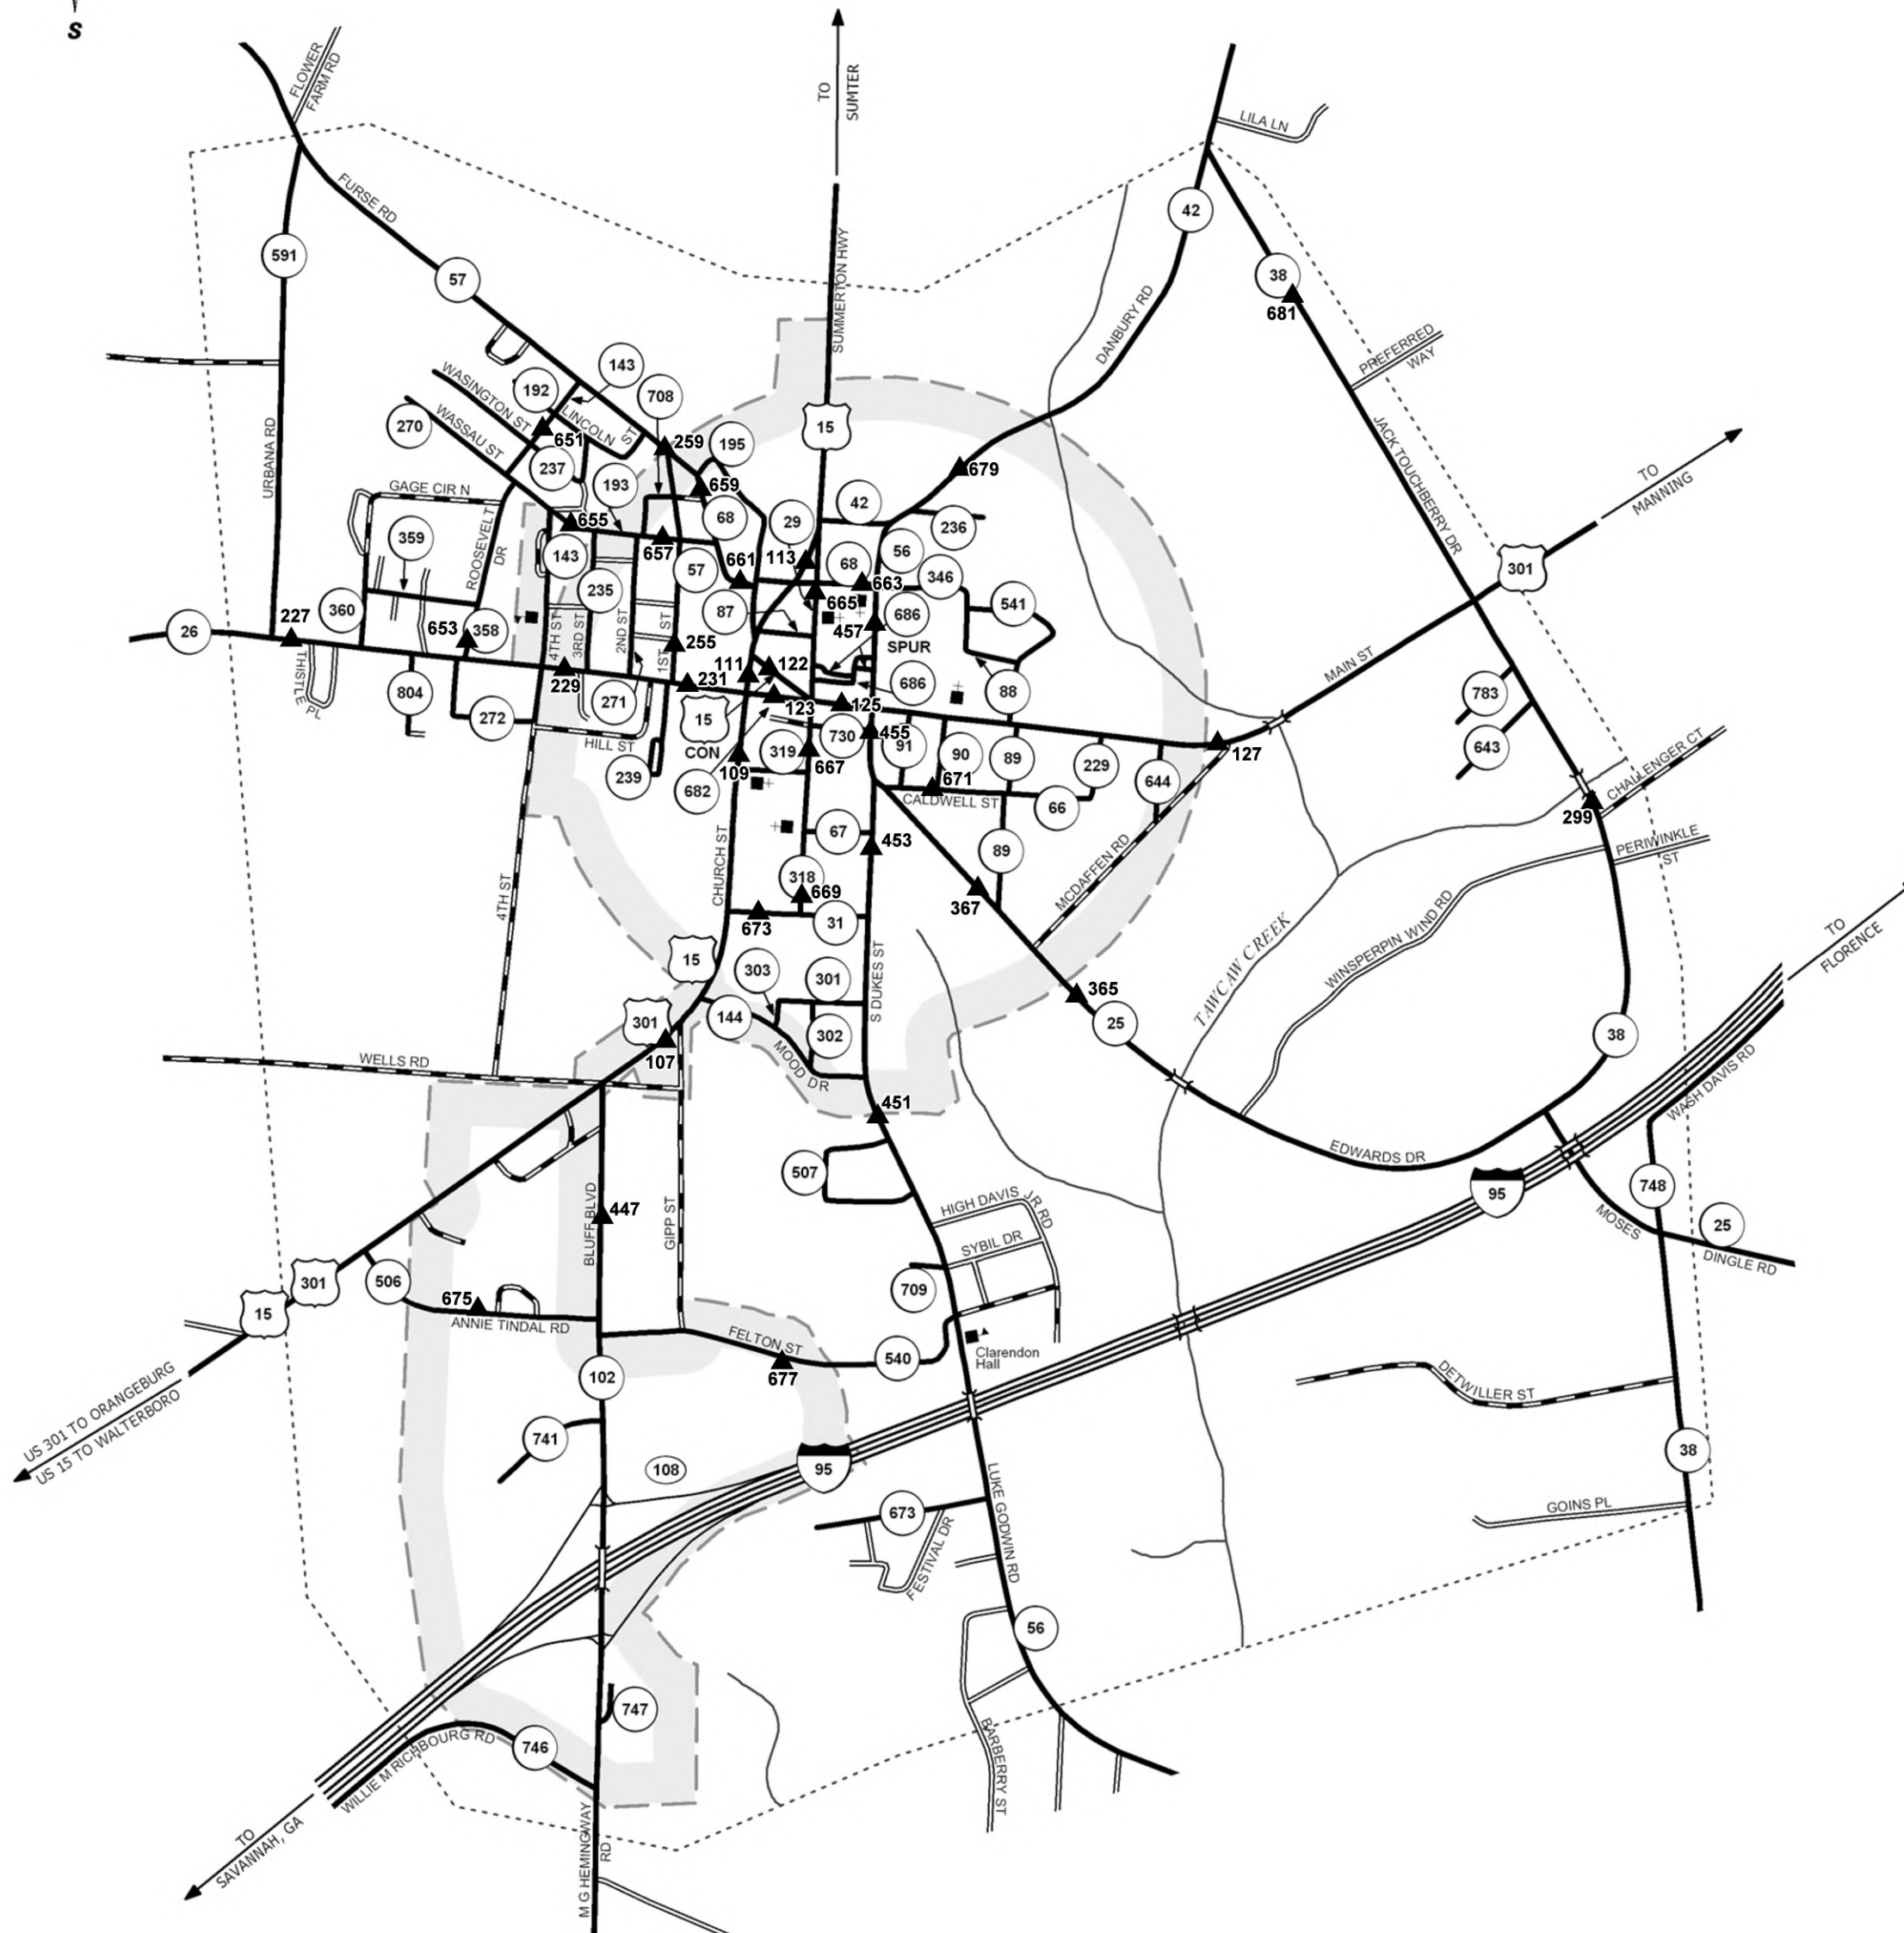 S
FLOWER
FARM RD
TO
SUMTER
LILA LN
FURSE RD
42
591
57
38
681
SUMMERTON HWY
DANBURY RD
PREFERRED
WAY
143
192
708
WASINGTON ST
LINCOLN
ST
WASSAU ST
270
651
259
195
15
JACK TOUCHBERRY DR
TO
MANNING
URBANA RD
237
679
GAGE CIR N
193
659
42
236
655
68
29
359
ROOSEVELT
DR
143
657
661
113
68
56
301
57
663
346
235
665
541
360
87
686
26
227
653
358
457
4TH ST
3RD ST
2ND ST
1ST
ST
255
SPUR
MAIN ST
THISTLE
PL
111
122
804
229
231
686
88
783
271
123
125
272
15
730
455
127
643
HILL ST
CON
319
91
90
89
229
CHALLENGER CT
239
109
667
671
644
682
CALDWELL ST
66
299
67
453
PERIWINKLE
ST
CHURCH ST
89
4TH ST
318
669
MCDAFFEN RD
367
673
31
WINSPERPIN WIND RD
TAWCAW CREEK
TO
FLORENCE
15
303
301
S DUKES ST
365
301
144
302
25
38
107
WELLS RD
MOOD DR
WASH DAVIS RD
451
EDWARDS DR
507
95
748
BLUFF BLVD
447
GIPP ST
HIGH DAVIS JR RD
MOSES
25
SYBIL DR
DINGLE RD
301
506
709
15
675
ANNIE TINDAL RD
FELTON ST
540
Clarendon
Hall
677
102
US 301 TO ORANGEBURG
US 15 TO WALTERBORO
DETWILLER ST
741
108
95
38
LUKE GODWIN RD
673
FESTIVAL DR
GOINS PL
56
747
746
WILLIE M RICHBOURG RD
BARBERRY ST
TO
SAVANNAH, GA
M G HEMINGWAY
RD